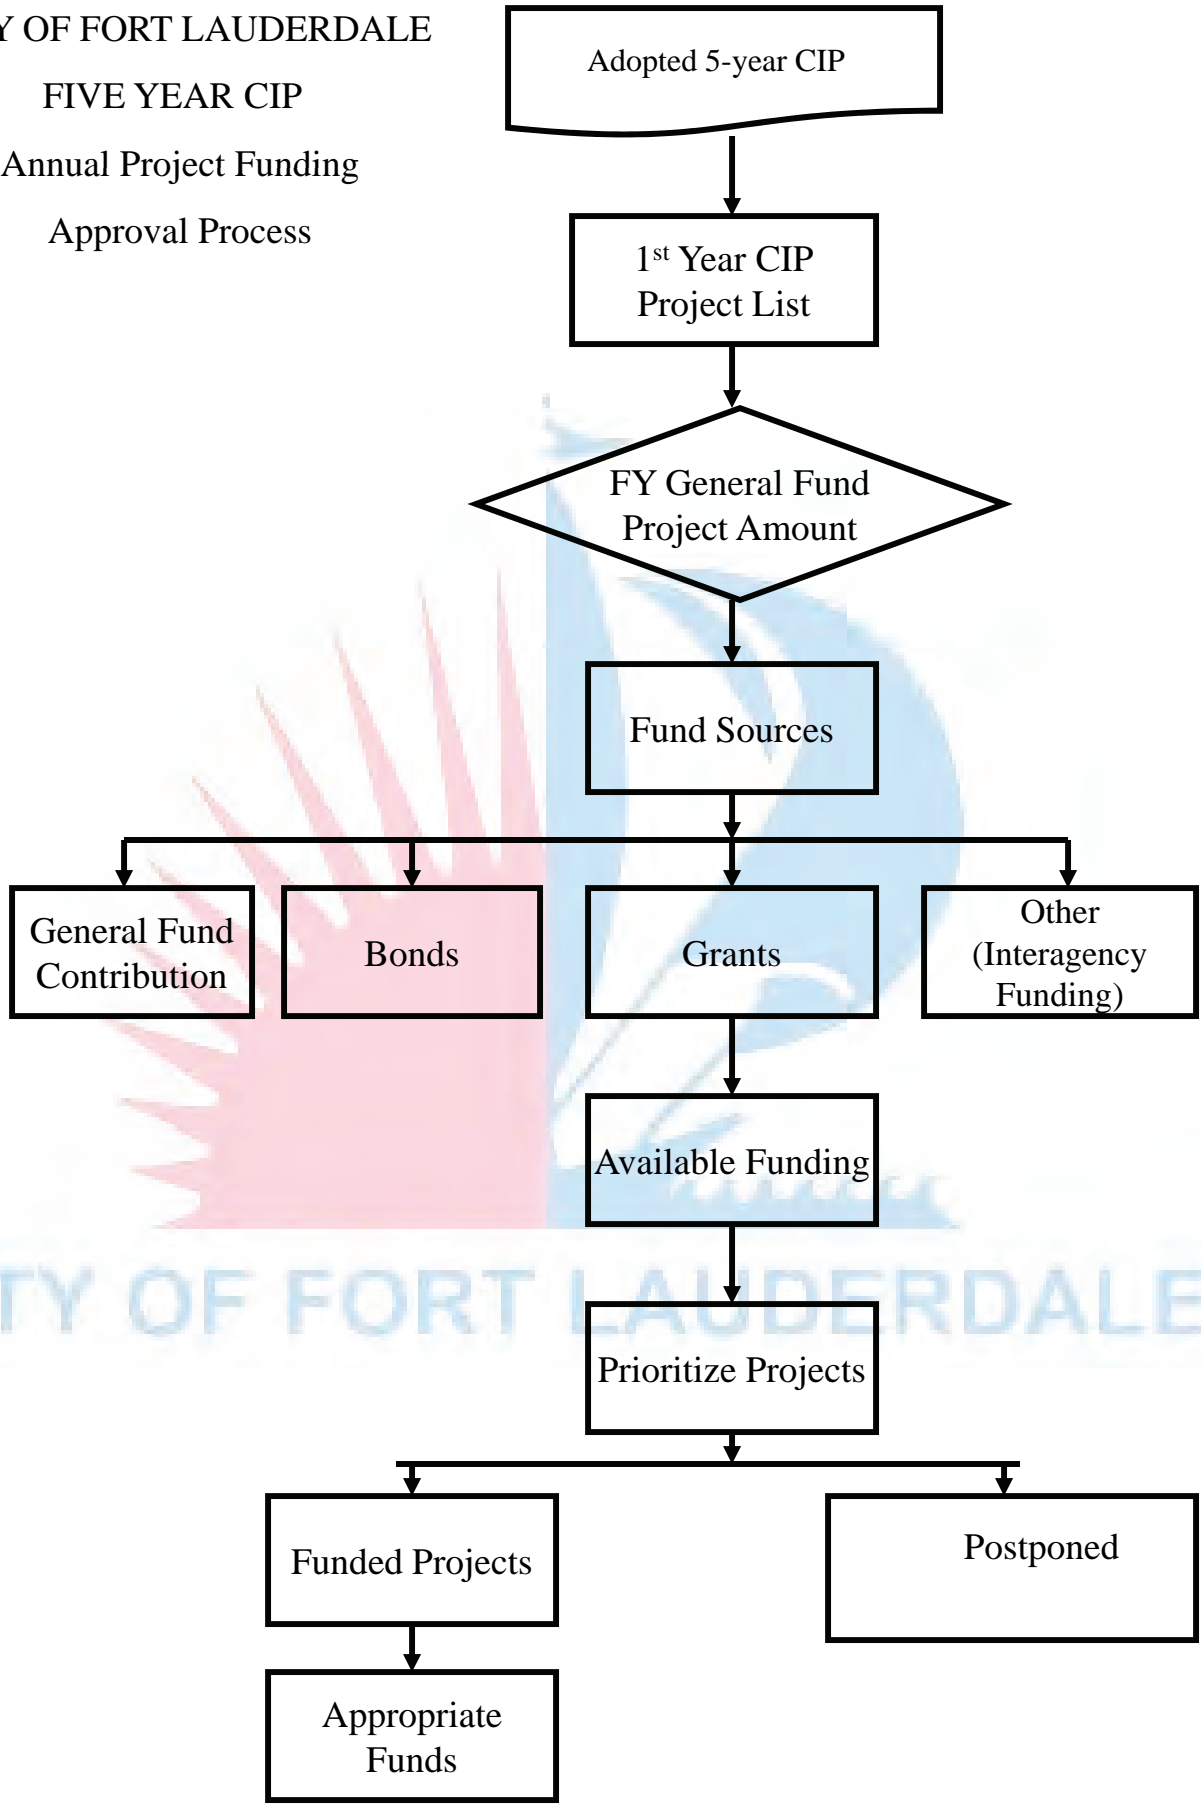 Y OF FORT LAUDERDALE
FIVE YEAR CIP
Annual Project Funding
Approval Process
Adopted 5-year CIP
1st Year CIP
Project List
FY General Fund
Project Amount
Fund Sources
General Fund
Contribution
Bonds
Grants
Other
(Interagency
Funding)
Available Funding
TY OF FORT LAUDERDALE
Prioritize Projects
Funded Projects
Postponed
Appropriate
Funds